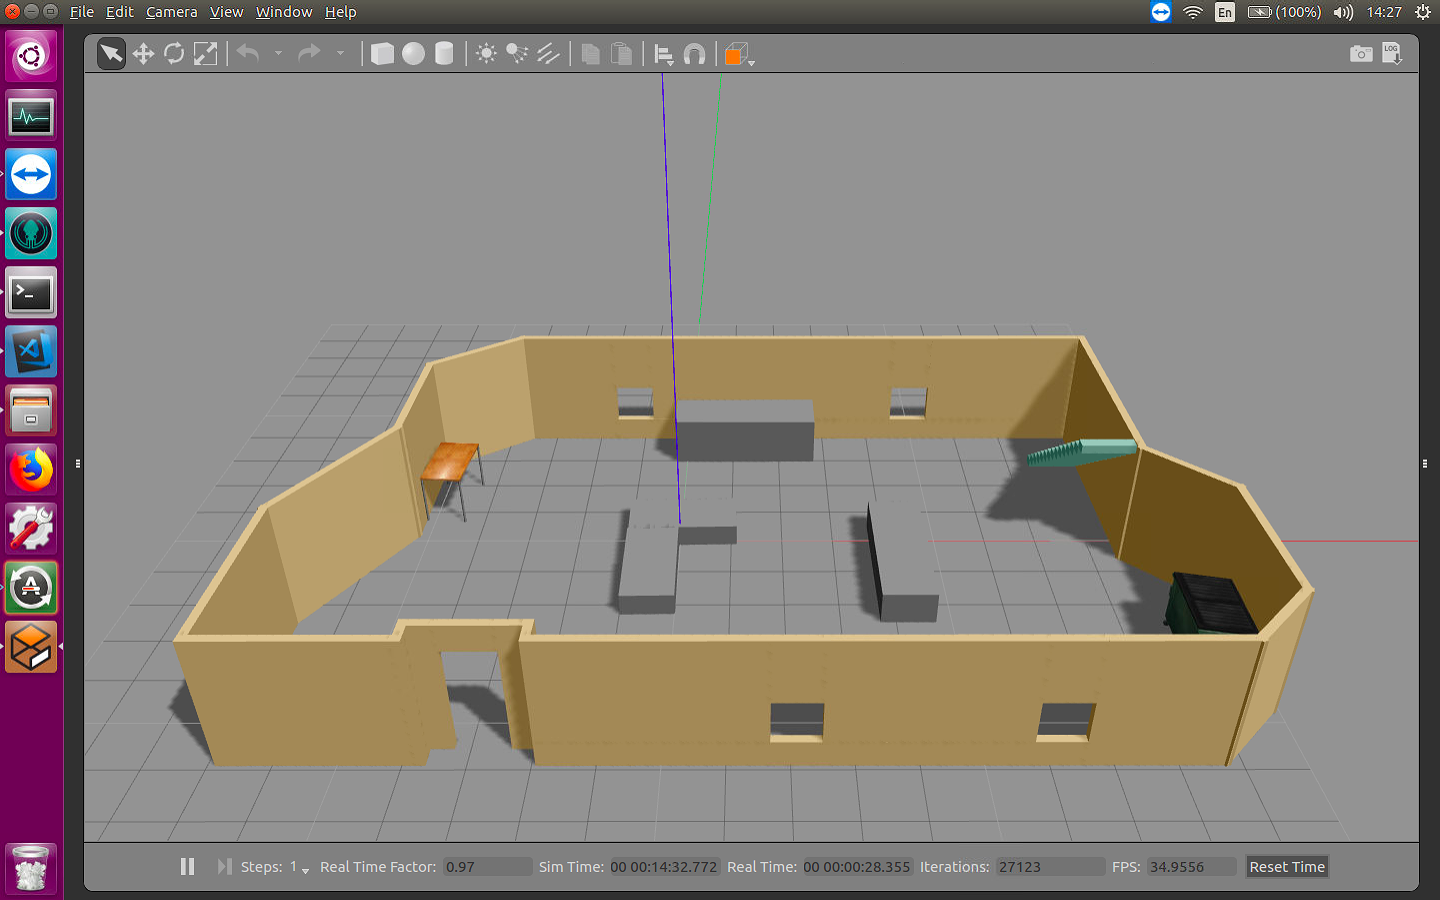 File Edit Camera View Window Help
En (100%) 14:27
LOG
Steps: 1 Real Time Factor: 0.97 Sim Time: 00 00:14:32.772 Real Time: 00 00:00:28.355 Iterations: 27123 FPS: 34.9556 Reset Time